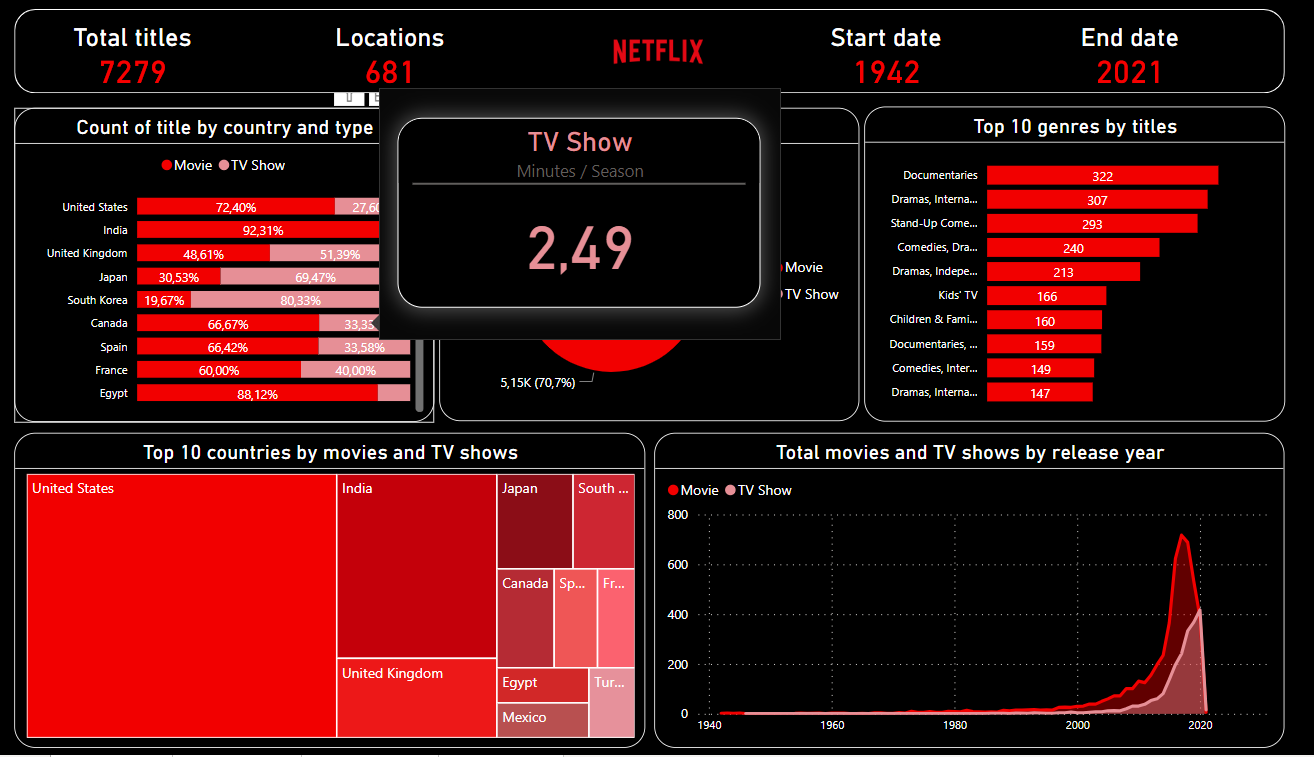 Total titles
7279
Locations
681
NETFLIX
Start date
1942
End date
2021
Count of title by country and type
Movie TV Show
United States 72,40% 27,60
India 92,31%
United Kingdom 48,61% 51,39%
Japan 30,53% 69,47%
South Korea 19,67% 80,33%
Canada 66,67% 33,33
Spain 66,42% 33,58%
France 60,00% 40,00%
Egypt 88,12%
TV Show
Minutes / Season
2,49
Movie
TV Show
5,15K (70,7%)
Top 10 genres by titles
Documentaries 322
Dramas, Interna... 307
Stand-Up Come... 293
Comedies, Dra... 240
Dramas, Indepe... 213
Kids' TV 166
Children & Fami... 160
Documentaries, ... 159
Comedies, Inter... 149
Dramas, Interna... 147
Top 10 countries by movies and TV shows
United States
India
United Kingdom
Japan
South ...
Canada
Sp...
Fr...
Egypt
Mexico
Tur...
Total movies and TV shows by release year
Movie TV Show
800
600
400
200
0
1940 1960 1980 2000 2020